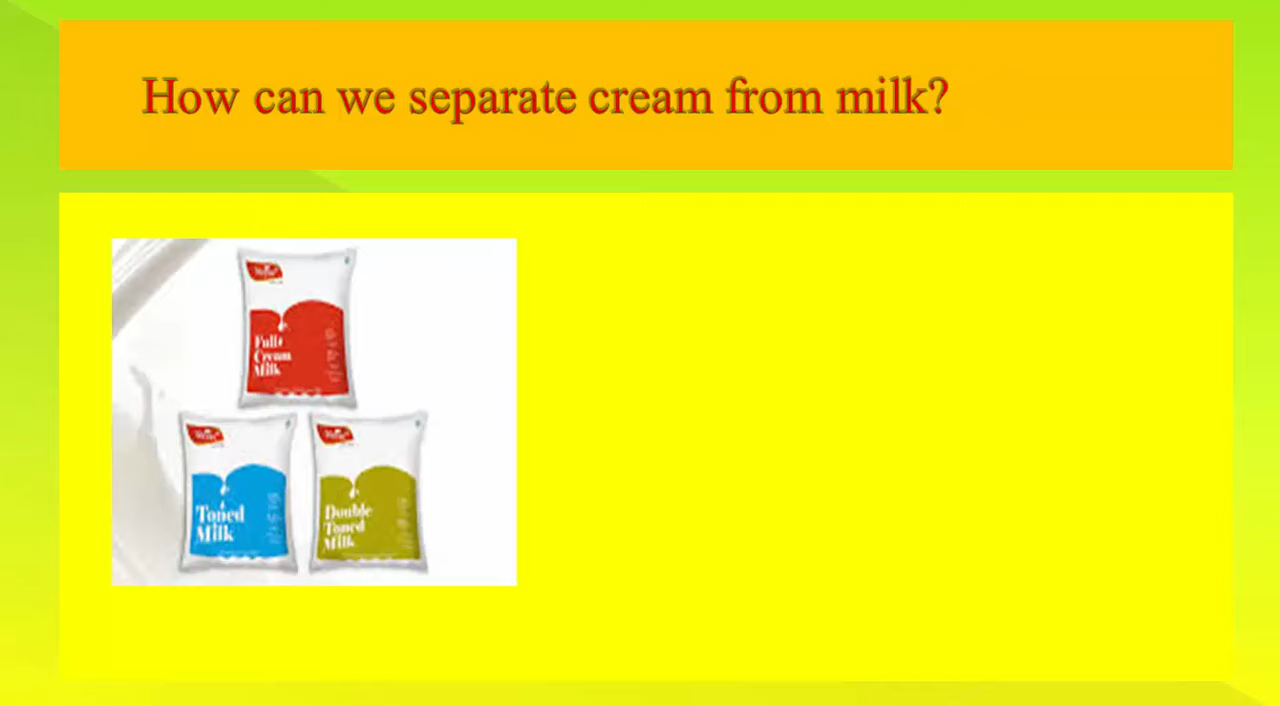 How can we separate cream from milk?
Full
Cream
Milk
Toned
Milk
Double
Toned
Milk